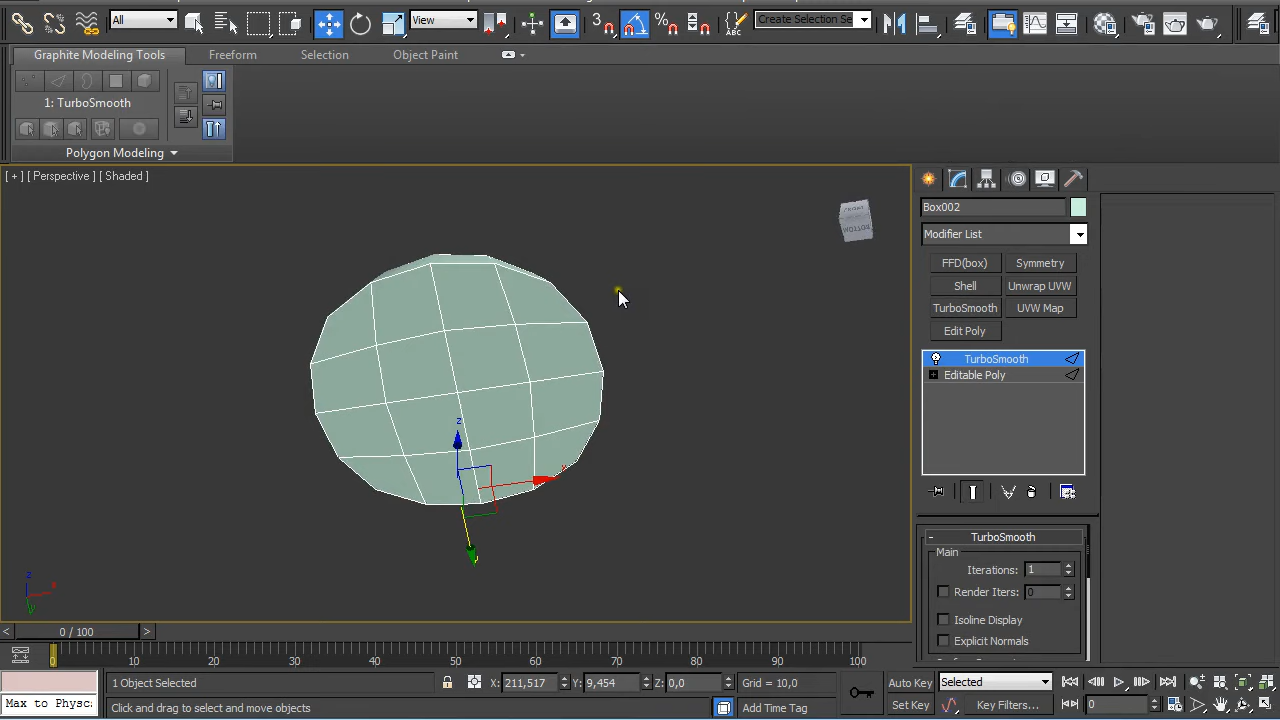 All
View
Create Selection Se
Graphite Modeling Tools
Freeform
Selection
Object Paint
1: TurboSmooth
Polygon Modeling
[ + ] [ Perspective ] [ Shaded ]
Box002
Modifier List
FFD(box)
Symmetry
Shell
Unwrap UVW
TurboSmooth
UVW Map
Edit Poly
TurboSmooth
Editable Poly
z
x
y
TurboSmooth
Main
Iterations: 1
Render Iters: 0
Isoline Display
Explicit Normals
0 / 100
0 10 20 30 40 50 60 70 80 90 100
1 Object Selected
X: 211,517
Y: 9,454
Z: 0,0
Grid = 10,0
Auto Key
Selected
Max to Physc:
Click and drag to select and move objects
Add Time Tag
Set Key
Key Filters...
0